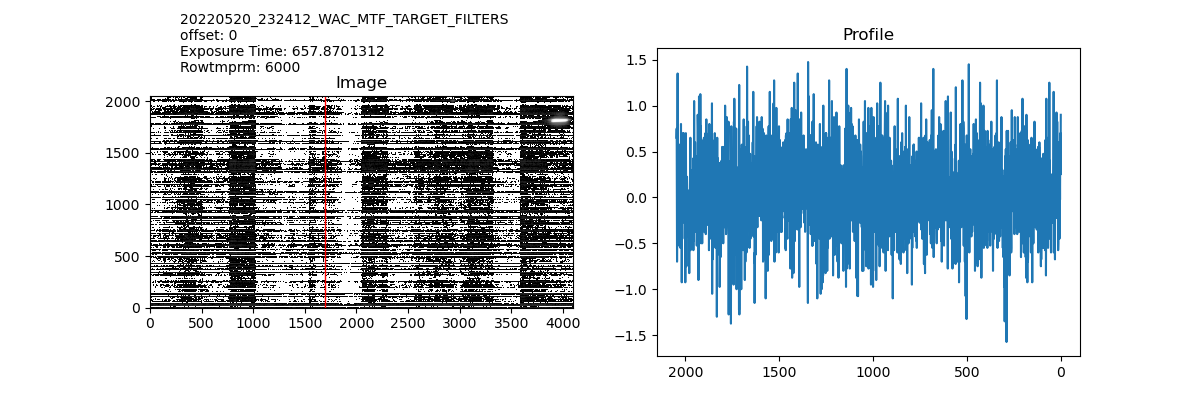 20220520_232412_WAC_MTF_TARGET_FILTERS
offset: 0
Exposure Time: 657.8701312
Rowtmprm: 6000
Image
2000
1500
1000
500
0
0 500 1000 1500 2000 2500 3000 3500 4000
Profile
1.5
1.0
0.5
0.0
−0.5
−1.0
−1.5
2000 1500 1000 500 0